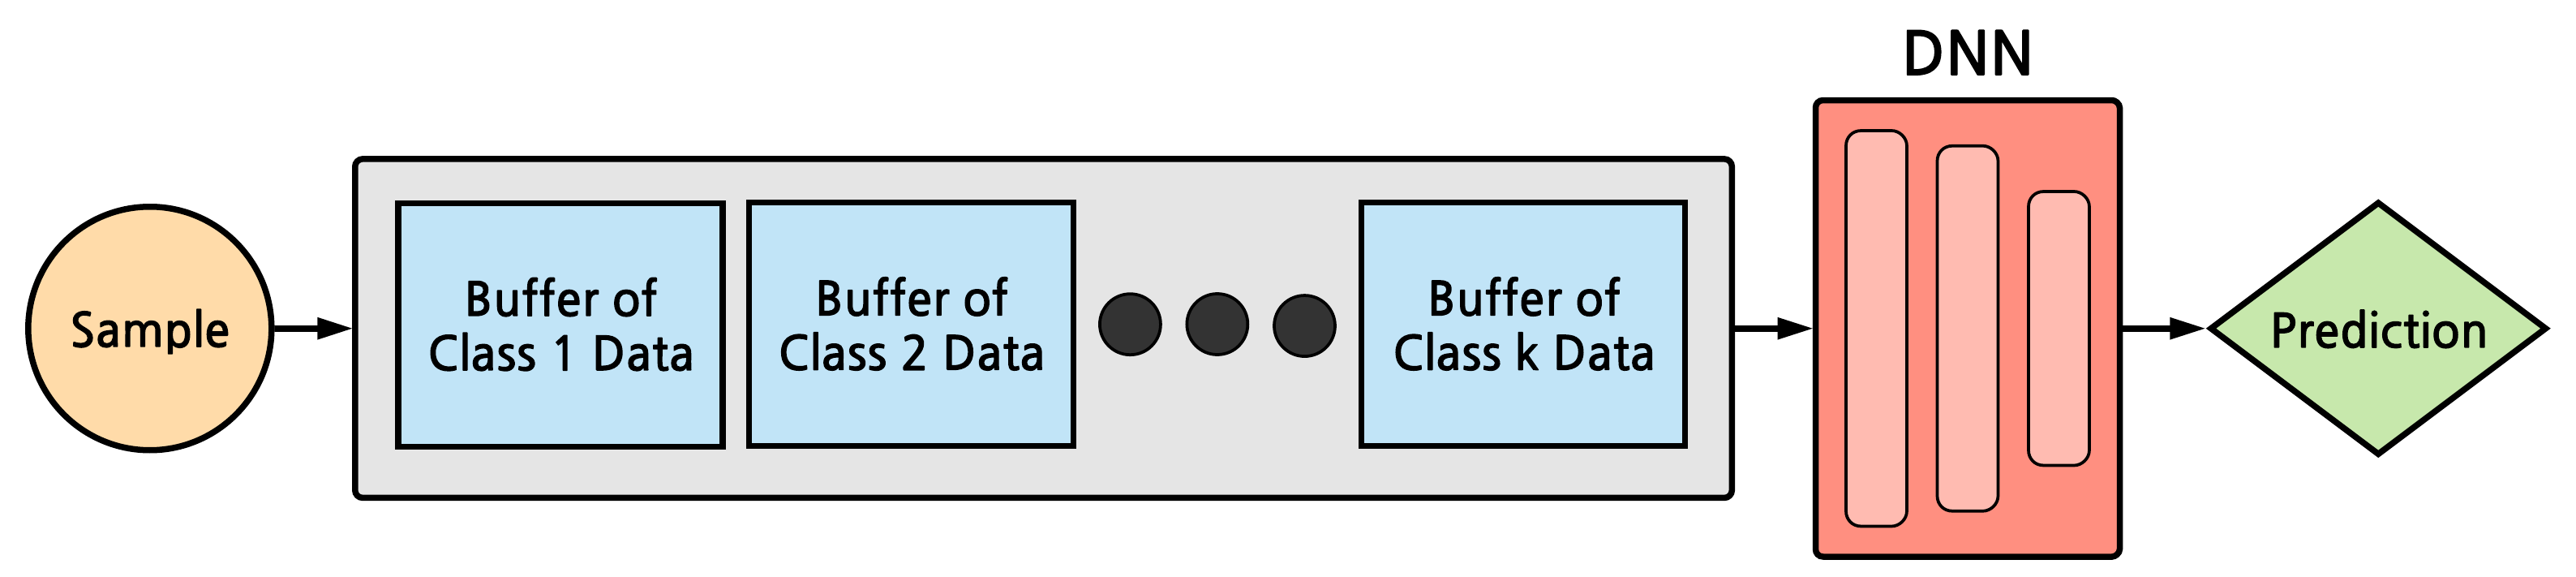 DNN
Sample
Buffer of
Class 1 Data
Buffer of
Class 2 Data
Buffer of
Class k Data
Prediction